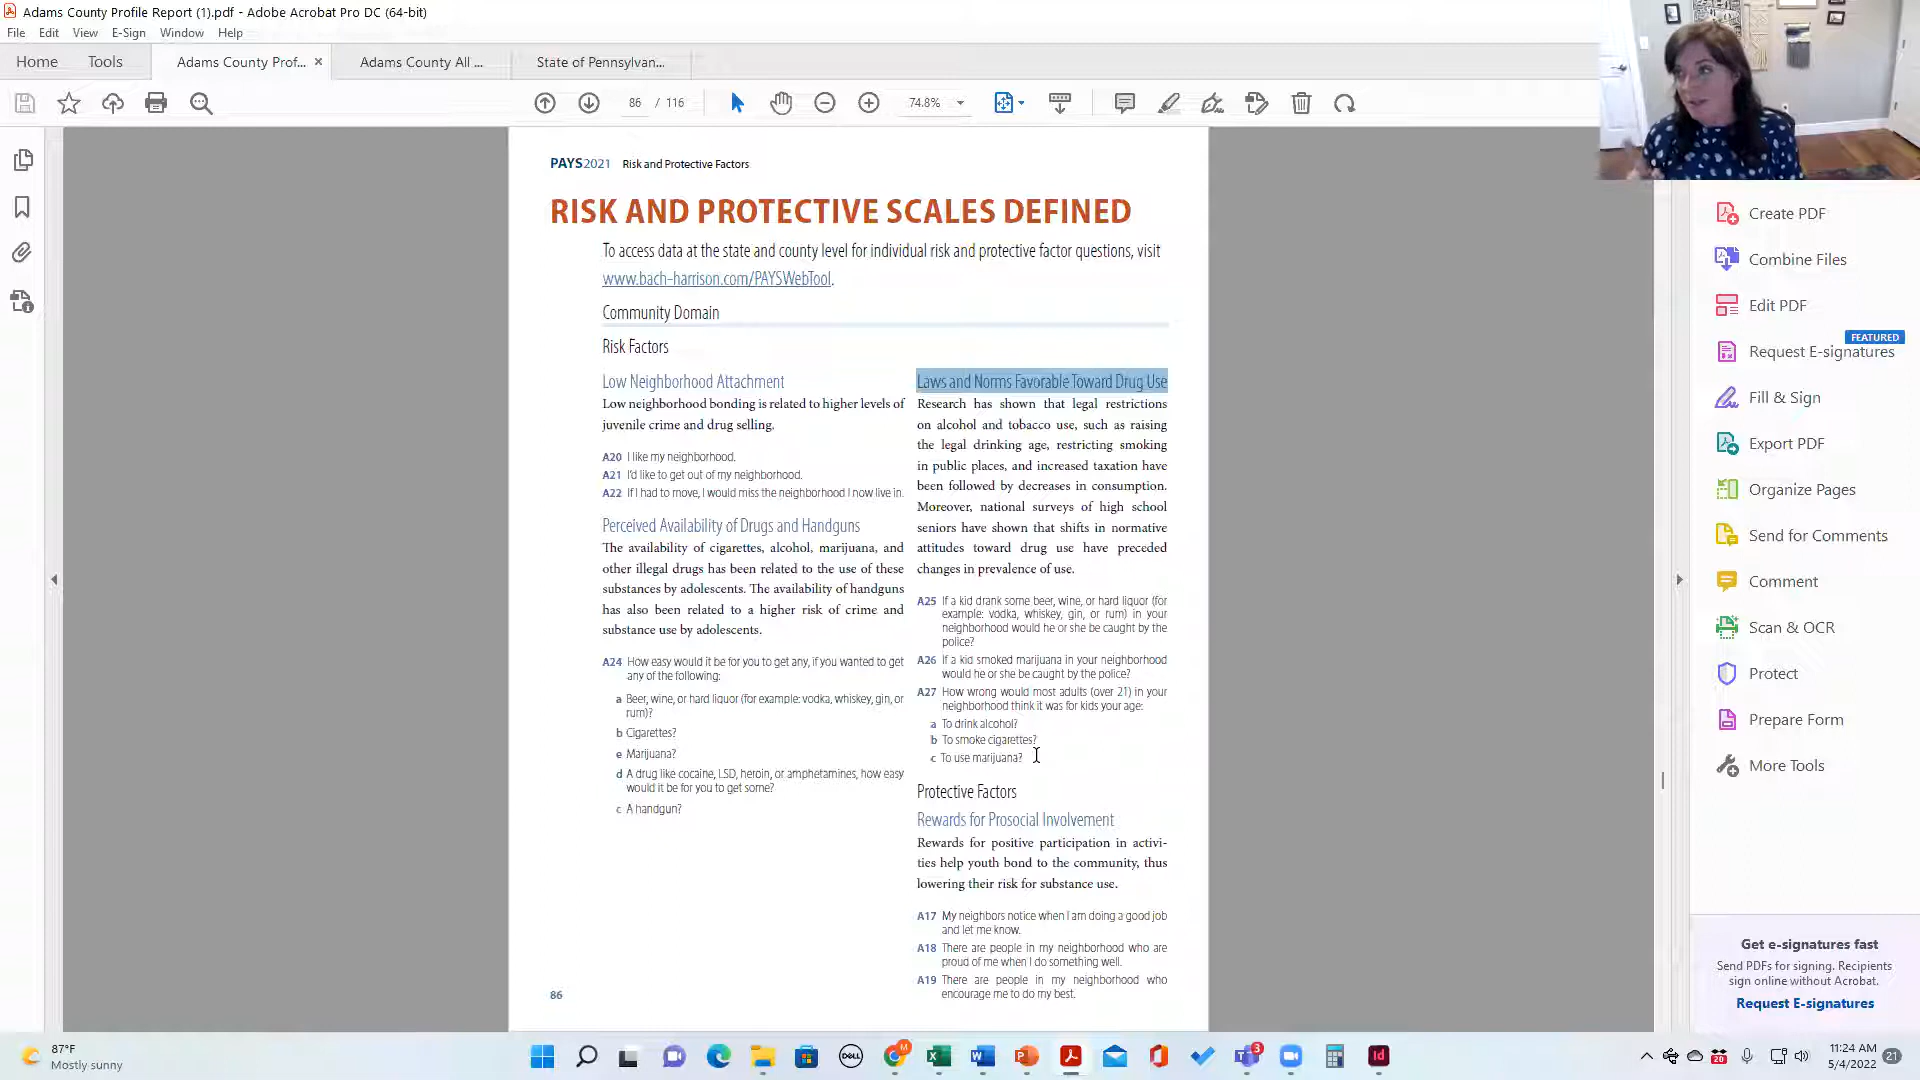 Adams County Profile Report (1).pdf - Adobe Acrobat Pro DC (64-bit)
File Edit View E-Sign Window Help
Home Tools Adams County Prof... × Adams County All ... State of Pennsylvan...
86 / 116 74.8%
PAYS2021 Risk and Protective Factors
RISK AND PROTECTIVE SCALES DEFINED
To access data at the state and county level for individual risk and protective factor questions, visit
www.bach-harrison.com/PAYSWebTool.
Community Domain
Risk Factors
Low Neighborhood Attachment
Low neighborhood bonding is related to higher levels of
juvenile crime and drug selling.
A20 I like my neighborhood.
A21 I'd like to get out of my neighborhood.
A22 If I had to move, I would miss the neighborhood I now live in.
Perceived Availability of Drugs and Handguns
The availability of cigarettes, alcohol, marijuana, and
other illegal drugs has been related to the use of these
substances by adolescents. The availability of handguns
has also been related to a higher risk of crime and
substance use by adolescents.
A24 How easy would it be for you to get any, if you wanted to get
any of the following:
a Beer, wine, or hard liquor (for example: vodka, whiskey, gin, or
rum)?
b Cigarettes?
e Marijuana?
d A drug like cocaine, LSD, heroin, or amphetamines, how easy
would it be for you to get some?
c A handgun?
86
Laws and Norms Favorable Toward Drug Use
Research has shown that legal restrictions
on alcohol and tobacco use, such as raising
the legal drinking age, restricting smoking
in public places, and increased taxation have
been followed by decreases in consumption.
Moreover, national surveys of high school
seniors have shown that shifts in normative
attitudes toward drug use have preceded
changes in prevalence of use.
A25 If a kid drank some beer, wine, or hard liquor (for
example: vodka, whiskey, gin, or rum) in your
neighborhood would he or she be caught by the
police?
A26 If a kid smoked marijuana in your neighborhood
would he or she be caught by the police?
A27 How wrong would most adults (over 21) in your
neighborhood think it was for kids your age:
a To drink alcohol?
b To smoke cigarettes?
c To use marijuana?
Protective Factors
Rewards for Prosocial Involvement
Rewards for positive participation in activi-
ties help youth bond to the community, thus
lowering their risk for substance use.
A17 My neighbors notice when I am doing a good job
and let me know.
A18 There are people in my neighborhood who are
proud of me when I do something well.
A19 There are people in my neighborhood who
encourage me to do my best.
Create PDF
Combine Files
Edit PDF
FEATURED
Request E-signatures
Fill & Sign
Export PDF
Organize Pages
Send for Comments
Comment
Scan & OCR
Protect
Prepare Form
More Tools
Get e-signatures fast
Send PDFs for signing. Recipients
sign online without Acrobat.
Request E-signatures
87°F
Mostly sunny
DELL
M
3
Id
20
11:24 AM
5/4/2022
21